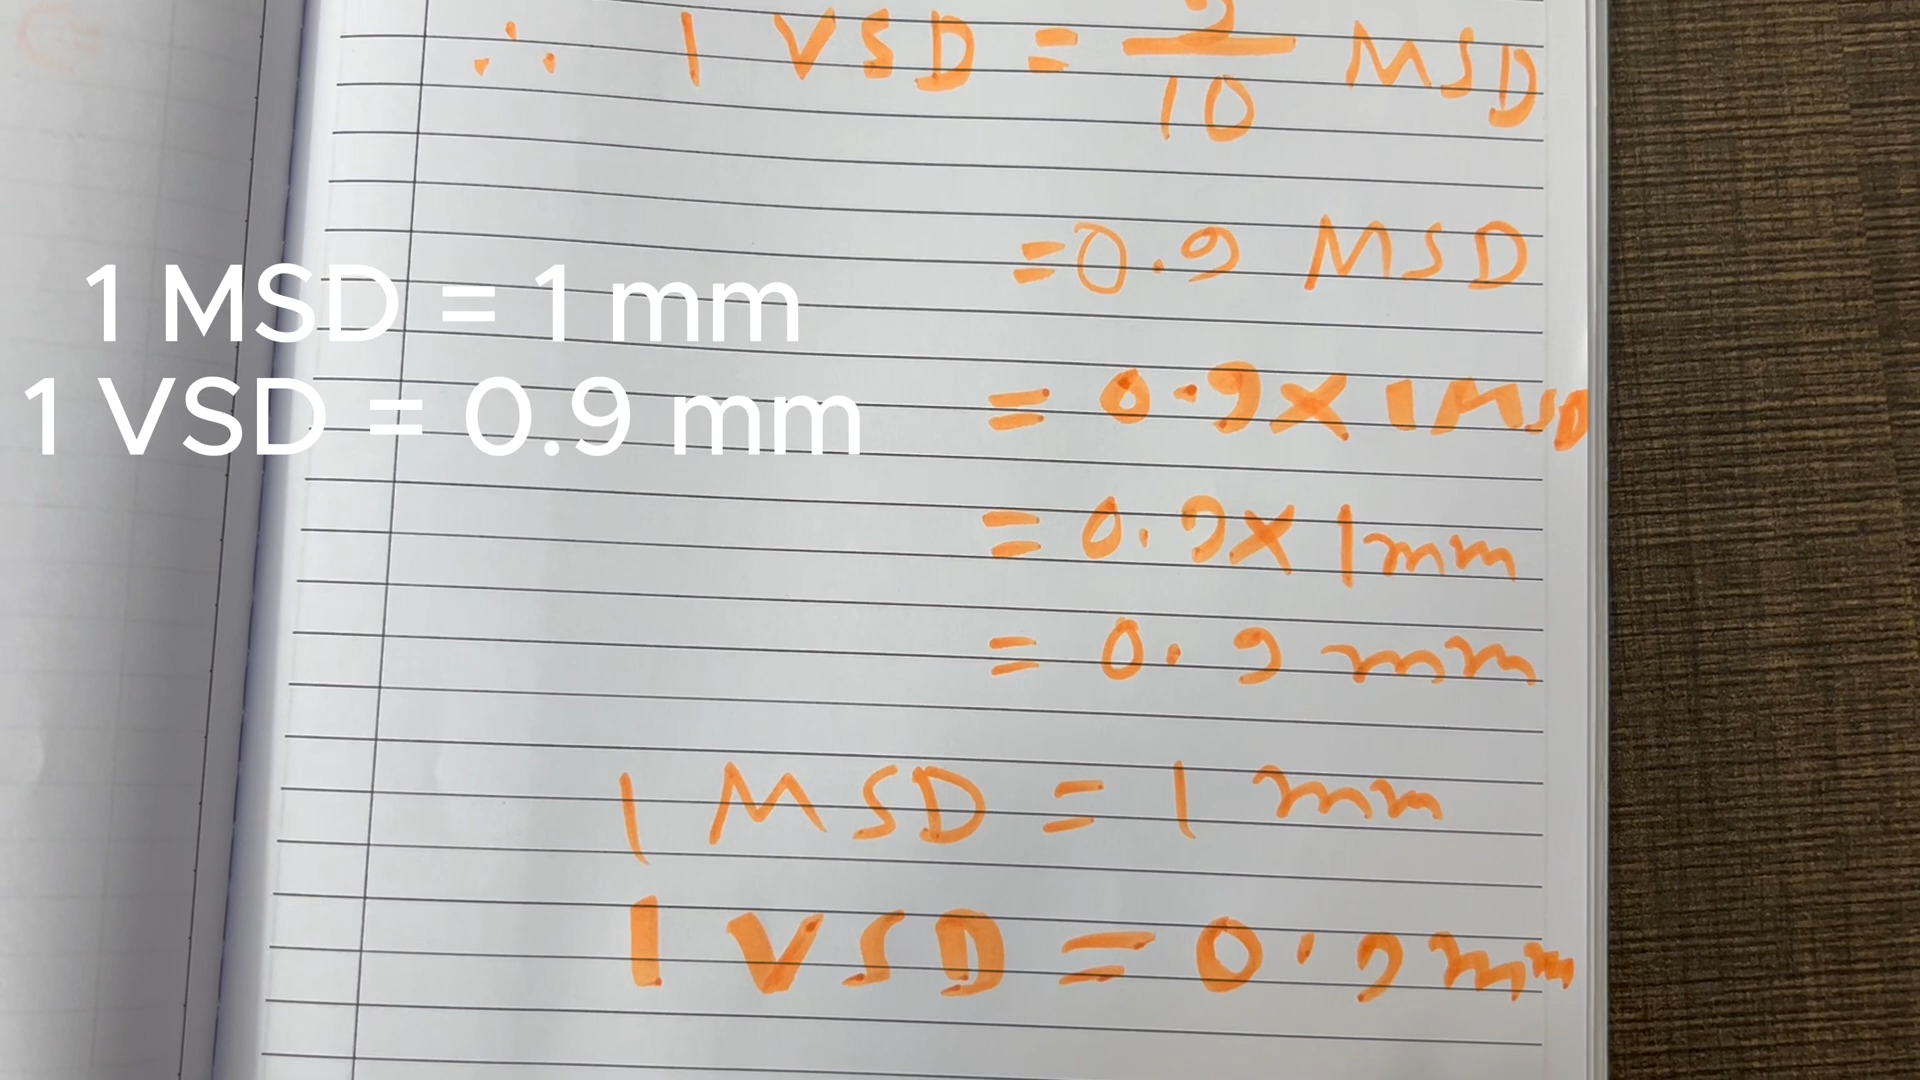 ∴ 1 VSD = 9/10 MSD
= 0.9 MSD
1 MSD = 1 mm
1 VSD = 0.9 mm
= 0.9 x 1 MSD
= 0.9 x 1 mm
= 0.9 mm
1 MSD = 1 mm
1 VSD = 0.9 mm